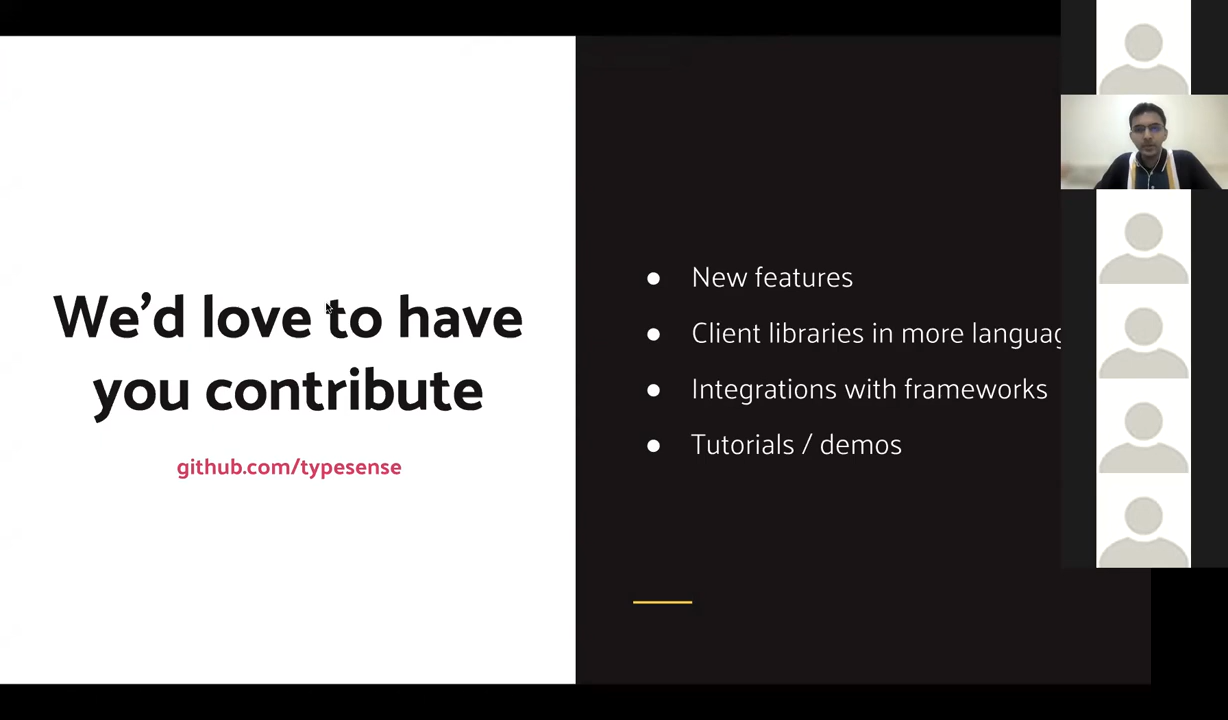 We'd love to have
you contribute
github.com/typesense
● New features
● Client libraries in more
● Integrations with frameworks
● Tutorials / demos